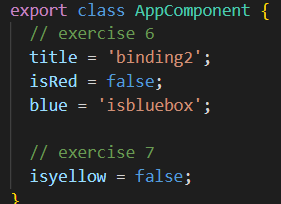 export class AppComponent {
// exercise 6
title = 'binding2';
isRed = false;
blue = 'isbluebox';
// exercise 7
isyellow = false;
}